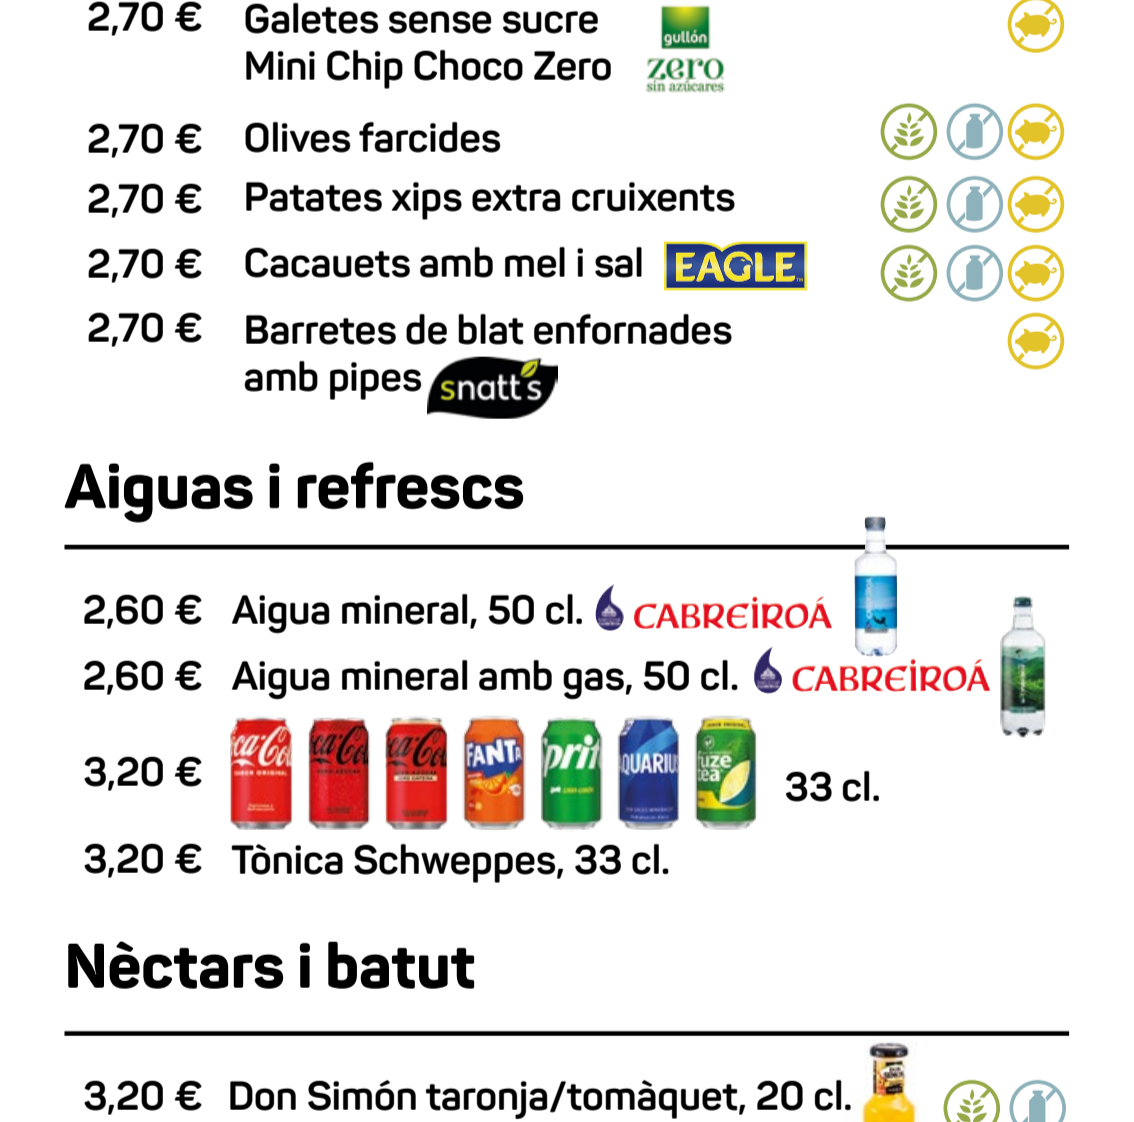 2,70 € Galetes sense sucre
Mini Chip Choco Zero
gullón
zero
sin azúcares
2,70 € Olives farcides
2,70 € Patates xips extra cruixents
2,70 € Cacauets amb mel i sal EAGLE
2,70 € Barretes de blat enfornades
amb pipes snatt's
Aiguas i refrescs
2,60 € Aigua mineral, 50 cl. CABREIROÁ
2,60 € Aigua mineral amb gas, 50 cl. CABREIROÁ
3,20 € FANTA AQUARIUS fuze tea 33 cl.
3,20 € Tònica Schweppes, 33 cl.
Nèctars i batut
3,20 € Don Simón taronja/tomàquet, 20 cl.